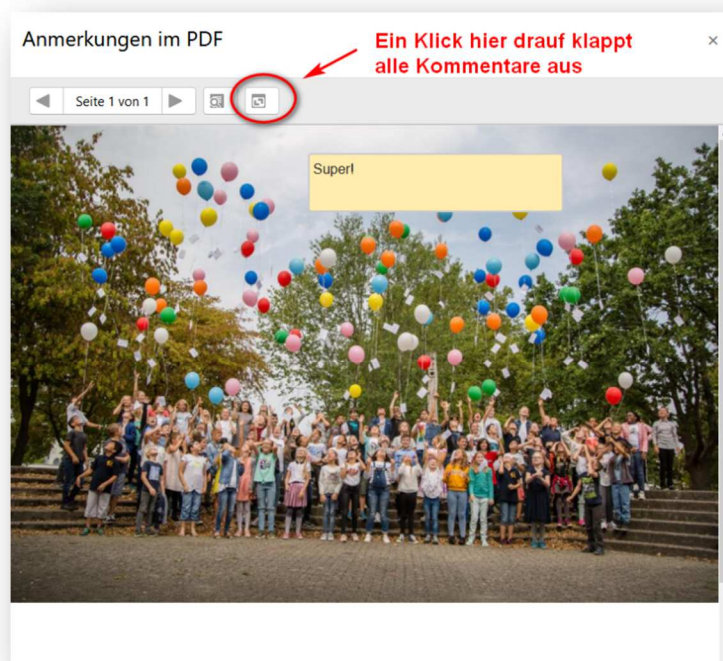 Anmerkungen im PDF
Ein Klick hier drauf klappt
alle Kommentare aus
Seite 1 von 1
Super!